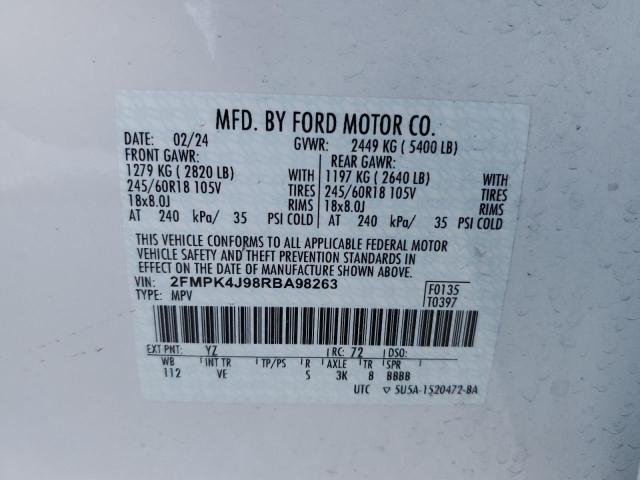 MFD. BY FORD MOTOR CO.
DATE: 02/24 GVWR: 2449 KG ( 5400 LB)
FRONT GAWR: REAR GAWR:
1279 KG ( 2820 LB) WITH 1197 KG ( 2640 LB) WITH
245/60R18 105V TIRES 245/60R18 105V TIRES
18x8.0J RIMS 18x8.0J RIMS
AT 240 kPa/ 35 PSI COLD AT 240 kPa/ 35 PSI COLD
THIS VEHICLE CONFORMS TO ALL APPLICABLE FEDERAL MOTOR
VEHICLE SAFETY AND THEFT PREVENTION STANDARDS IN
EFFECT ON THE DATE OF MANUFACTURE SHOWN ABOVE.
VIN: 2FMPK4J98RBA98263 F0135
TYPE: MPV T0397
EXT PNT: YZ RC: 72 DSO:
WB INT TR TP/PS R AXLE TR SPR
112 VE S 3K 8 BBBB
UTC ▽ 5U5A-1520472-BA